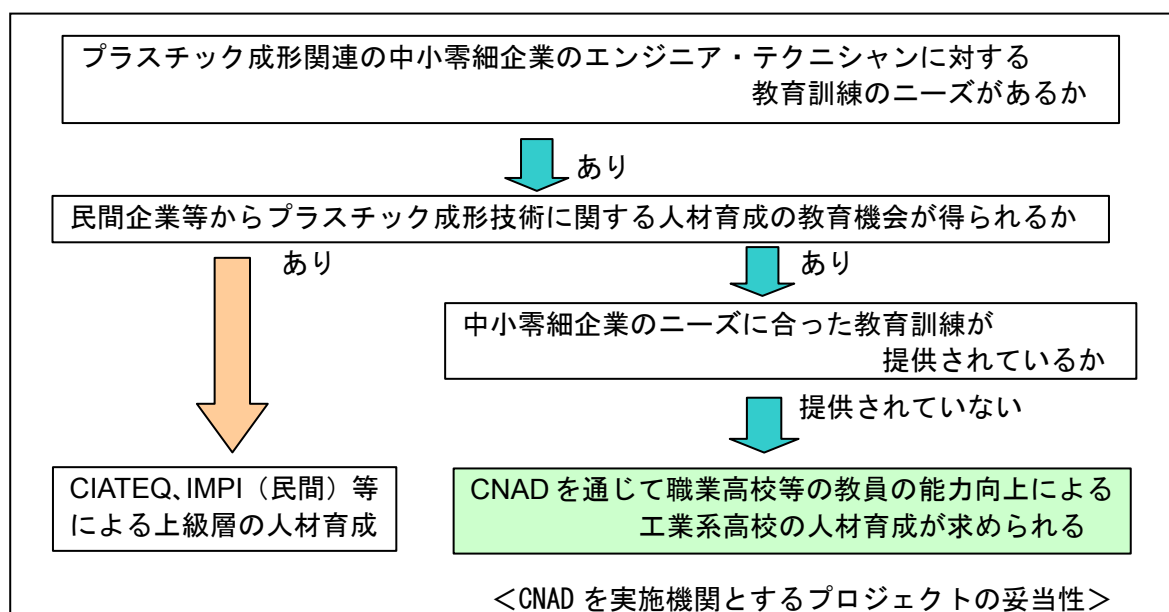 プラスチック成形関連の中小零細企業のエンジニア・テクニシャンに対する
教育訓練のニーズがあるか
あり
民間企業等からプラスチック成形技術に関する人材育成の教育機会が得られるか
あり
あり
中小零細企業のニーズに合った教育訓練が
提供されているか
提供されていない
CIATEQ、IMPI（民間）等
による上級層の人材育成
CNADを通じて職業高校等の教員の能力向上による
工業系高校の人材育成が求められる
＜CNADを実施機関とするプロジェクトの妥当性＞